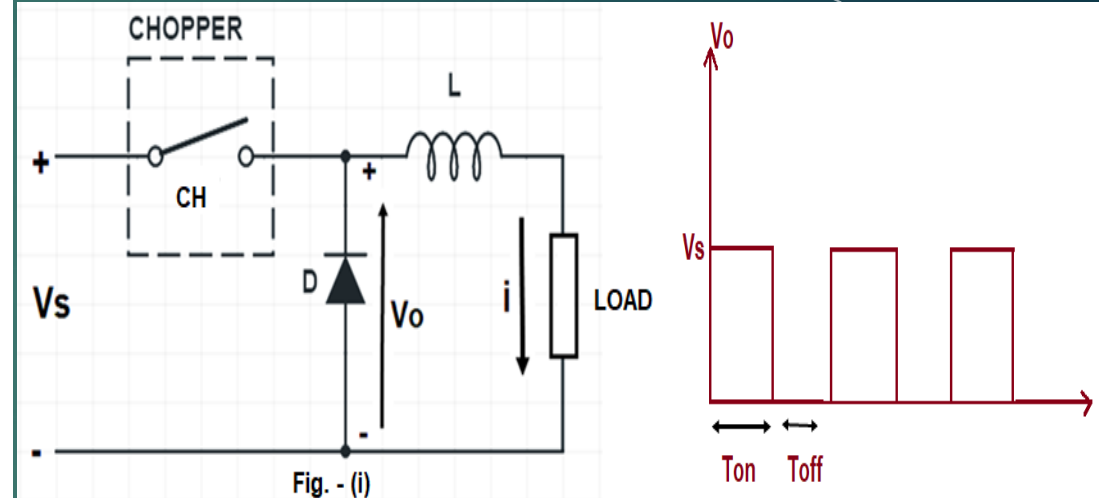 CHOPPER
L
+
CH
+
D
Vs
Vo
i
LOAD
-
-
Fig. - (i)
Vo
Vs
Ton Toff